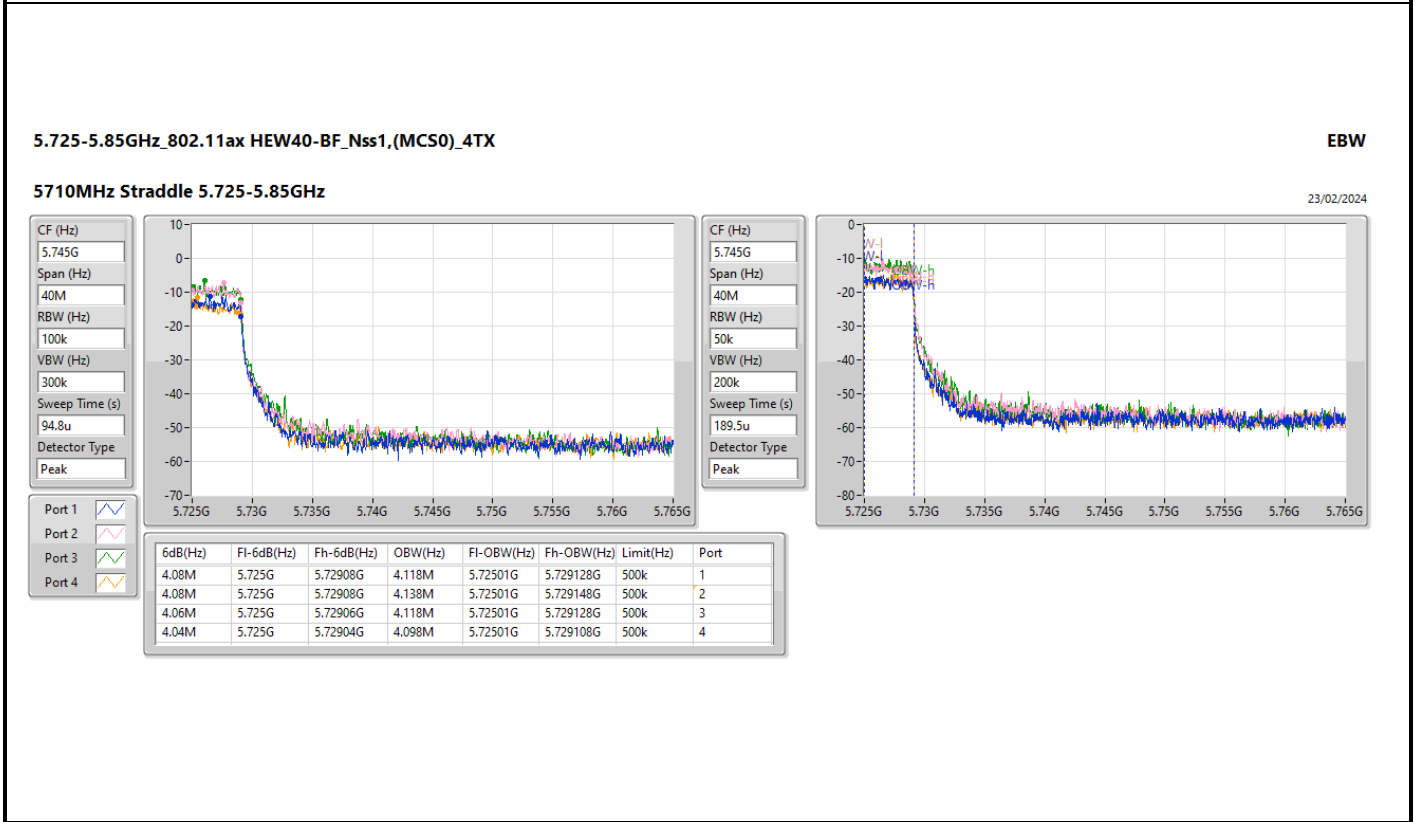 5.725-5.85GHz_802.11ax HEW40-BF_Nss1,(MCS0)_4TX
EBW
5710MHz Straddle 5.725-5.85GHz
23/02/2024
CF (Hz)
5.745G
Span (Hz)
40M
RBW (Hz)
100k
VBW (Hz)
300k
Sweep Time (s)
94.8u
Detector Type
Peak
10
0
-10
-20
-30
-40
-50
-60
-70
5.725G 5.73G 5.735G 5.74G 5.745G 5.75G 5.755G 5.76G 5.765G
CF (Hz)
5.745G
Span (Hz)
40M
RBW (Hz)
50k
VBW (Hz)
200k
Sweep Time (s)
189.5u
Detector Type
Peak
0
-10
-20
-30
-40
-50
-60
-70
-80
5.725G 5.73G 5.735G 5.74G 5.745G 5.75G 5.755G 5.76G 5.765G
Port 1
Port 2
Port 3
Port 4
6dB(Hz) Fl-6dB(Hz) Fh-6dB(Hz) OBW(Hz) Fl-OBW(Hz) Fh-OBW(Hz) Limit(Hz) Port
4.08M 5.725G 5.72908G 4.118M 5.72501G 5.729128G 500k 1
4.08M 5.725G 5.72908G 4.138M 5.72501G 5.729148G 500k 2
4.06M 5.725G 5.72906G 4.118M 5.72501G 5.729128G 500k 3
4.04M 5.725G 5.72904G 4.098M 5.72501G 5.729108G 500k 4